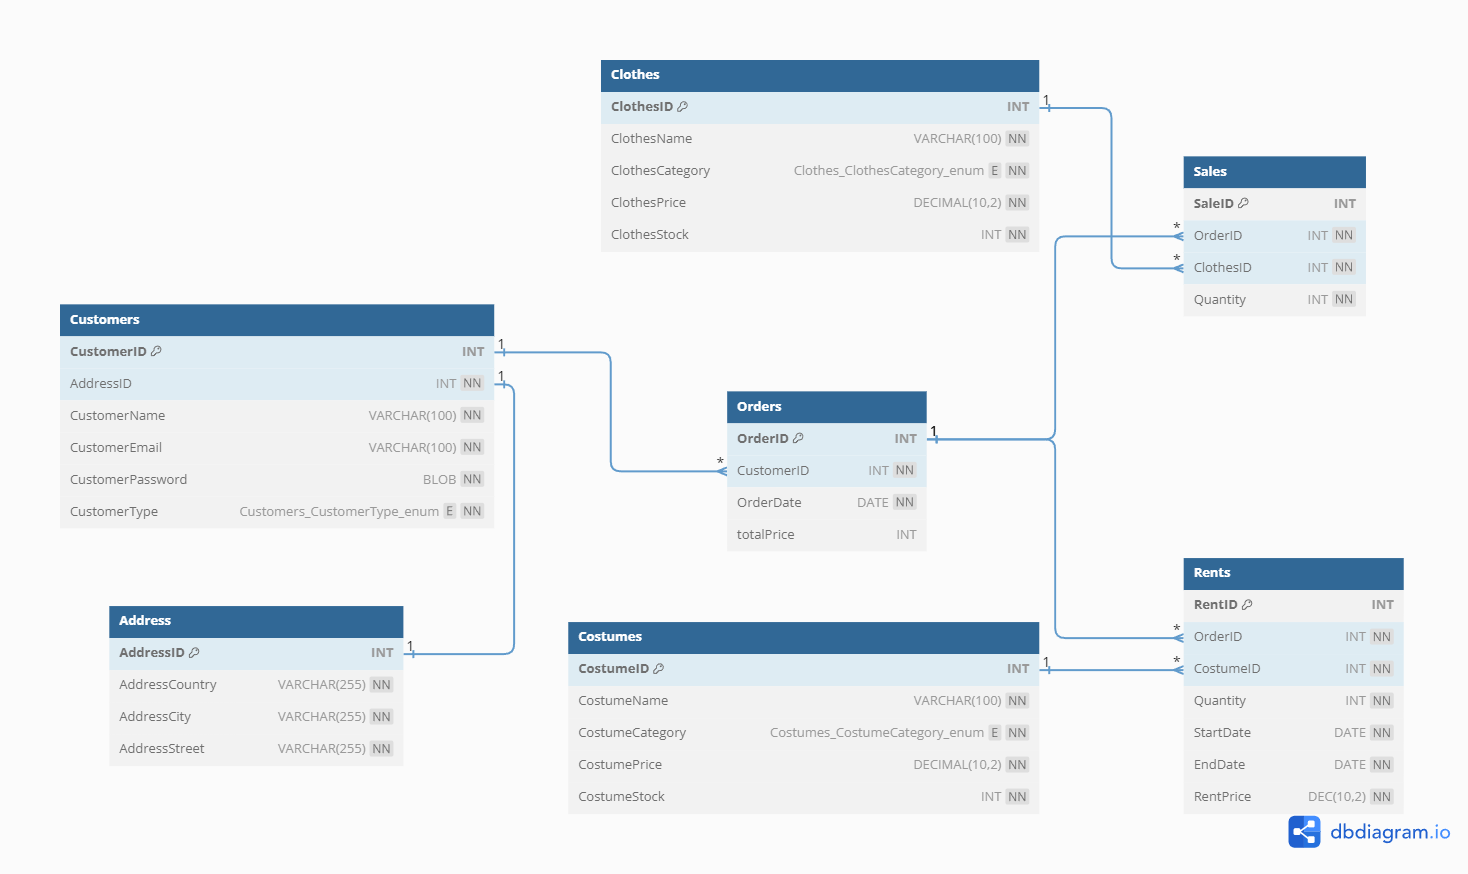 Clothes
ClothesID INT
ClothesName VARCHAR(100) NN
ClothesCategory Clothes_ClothesCategory_enum E NN
ClothesPrice DECIMAL(10,2) NN
ClothesStock INT NN
1
Sales
SaleID INT
* OrderID INT NN
* ClothesID INT NN
Quantity INT NN
Customers
CustomerID INT 1
AddressID INT NN 1
CustomerName VARCHAR(100) NN
CustomerEmail VARCHAR(100) NN
CustomerPassword BLOB NN
CustomerType Customers_CustomerType_enum E NN
Orders
OrderID INT 1
* CustomerID INT NN
OrderDate DATE NN
totalPrice INT
Address
AddressID INT 1
AddressCountry VARCHAR(255) NN
AddressCity VARCHAR(255) NN
AddressStreet VARCHAR(255) NN
Costumes
CostumeID INT 1
CostumeName VARCHAR(100) NN
CostumeCategory Costumes_CostumeCategory_enum E NN
CostumePrice DECIMAL(10,2) NN
CostumeStock INT NN
Rents
RentID INT
* OrderID INT NN
* CostumeID INT NN
Quantity INT NN
StartDate DATE NN
EndDate DATE NN
RentPrice DEC(10,2) NN
dbdiagram.io